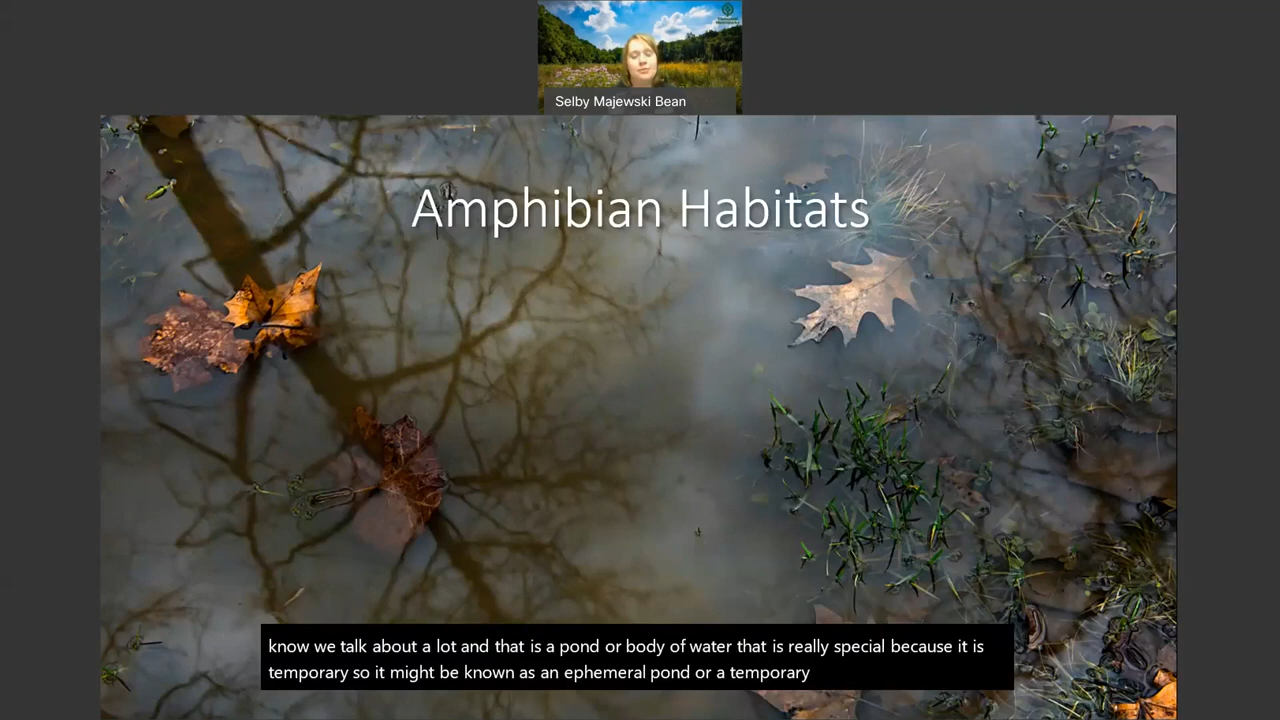 Selby Majewski Bean
Amphibian Habitats
know we talk about a lot and that is a pond or body of water that is really special because it is
temporary so it might be known as an ephemeral pond or a temporary